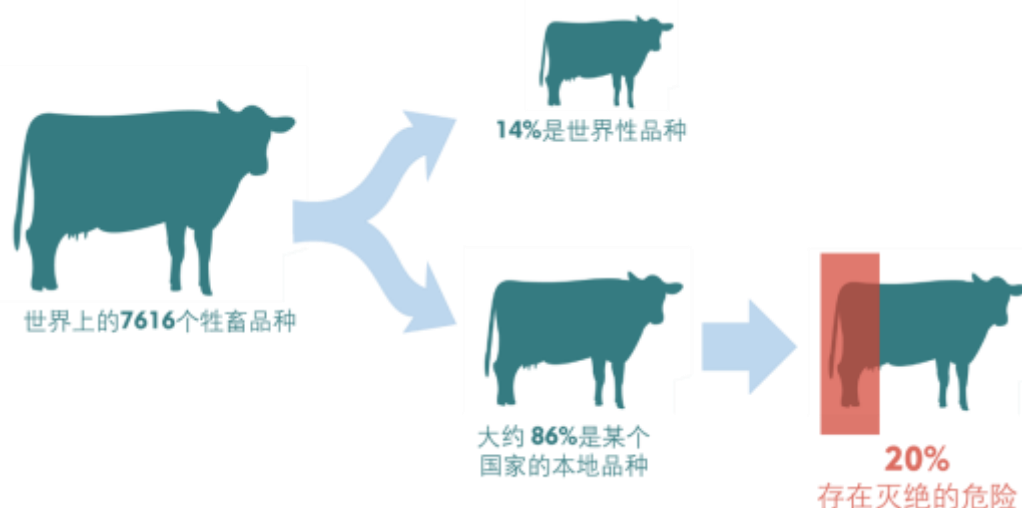 14%是世界性品种
世界上的7616个牲畜品种
大约 86%是某个
国家的本地品种
20%
存在灭绝的危险